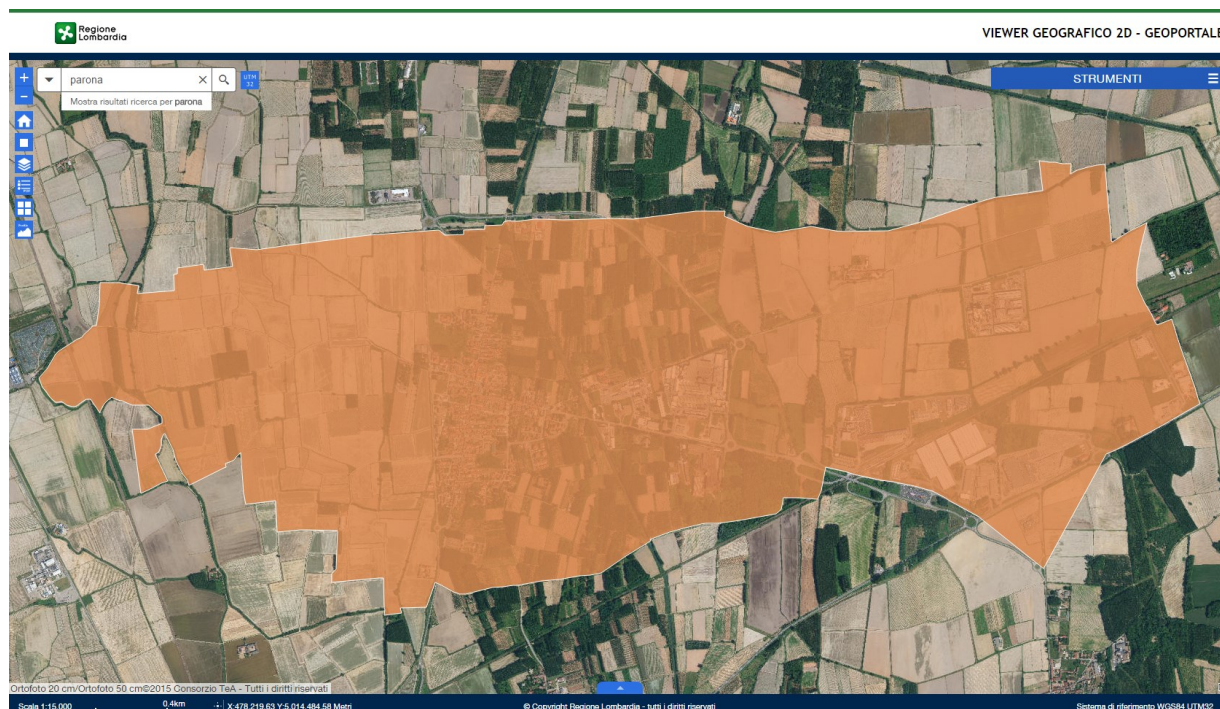 Regione
Lombardia
VIEWER GEOGRAFICO 2D - GEOPORTALE
parona
UTM
32
STRUMENTI
Mostra risultati ricerca per parona
Ortofoto 20 cm/Ortofoto 50 cm©2015 Consorzio TeA - Tutti i diritti riservati
Scala 1:15.000
0,4km
X:478.219,63 Y:5.014.484,58 Metri
© Copyright Regione Lombardia - tutti i diritti riservati
Sistema di riferimento WGS84 UTM32